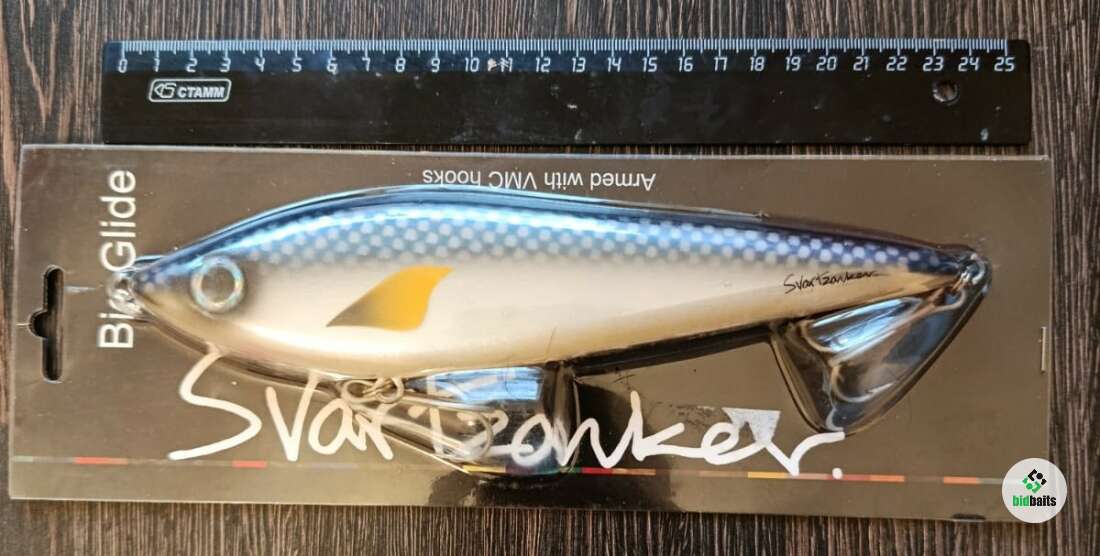 0 1 2 3 4 5 6 7 8 9 10 11 12 13 14 15 16 17 18 19 20 21 22 23 24 25
СТАММ
Armed with VMC hooks
Big Glide
Svartzonker
Svartzonker.
bidbaits